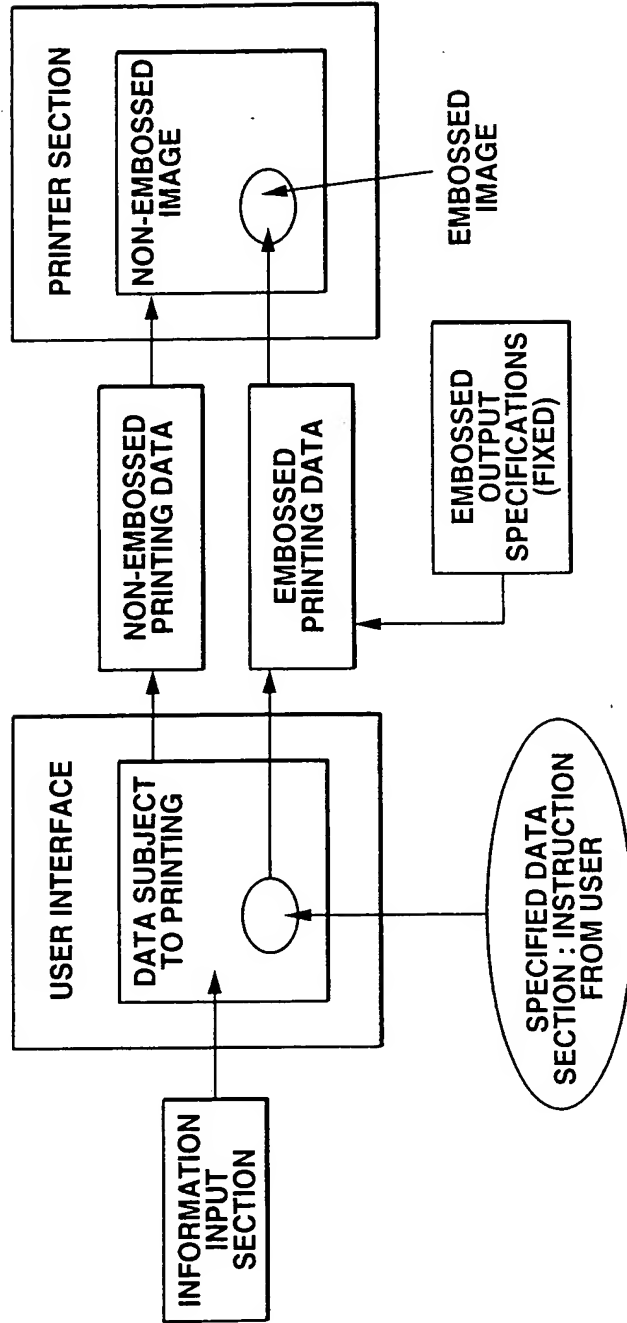 INFORMATION
INPUT
SECTION
USER INTERFACE
DATA SUBJECT
TO PRINTING
SPECIFIED DATA
SECTION : INSTRUCTION
FROM USER
NON-EMBOSSED
PRINTING DATA
EMBOSSED
PRINTING DATA
EMBOSSED
OUTPUT
SPECIFICATIONS
(FIXED)
PRINTER SECTION
NON-EMBOSSED
IMAGE
EMBOSSED
IMAGE